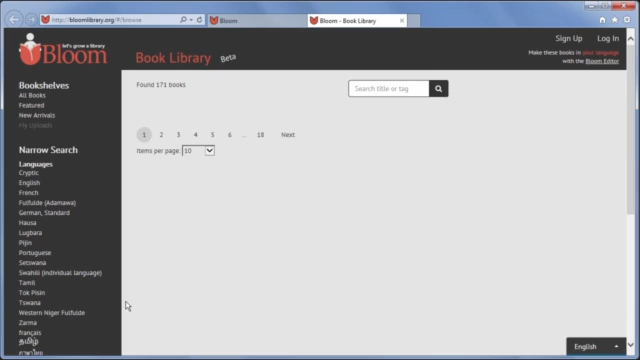 http://bloomlibrary.org/#/browse
Bloom
Bloom - Book Library
let's grow a library
Bloom
Book Library Beta
Sign Up Log In
Make these books in your language
with the Bloom Editor
Bookshelves
All Books
Featured
New Arrivals
My Uploads
Found 171 books
Search title or tag
1 2 3 4 5 6 ... 18 Next
Items per page: 10
Narrow Search
Languages
Cryptic
English
French
Fulfulde (Adamawa)
German, Standard
Hausa
Lugbara
Pijin
Portuguese
Setswana
Swahili (individual language)
Tamil
Tok Pisin
Tswana
Western Niger Fulfulde
Zarma
français
தமிழ்
ภาษาไทย
English